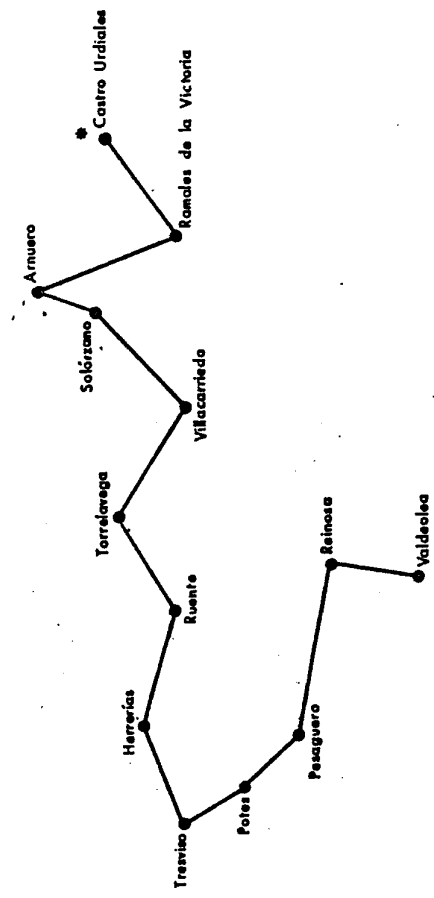 *
Castro Urdiales
Ramales de la Victoria
Arnuero
Solórzano
Villacarriedo
Torrelavega
Ruente
Herrerías
Tresviso
Potes
Pesaguero
Reinosa
Valdeolea